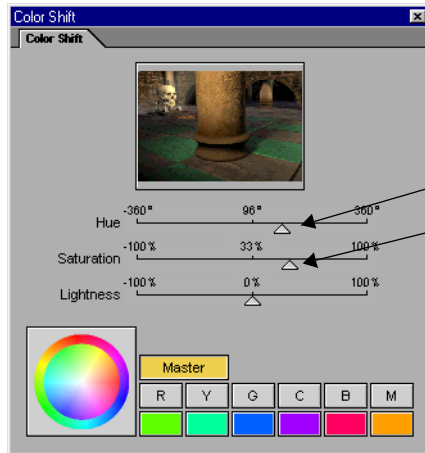 Color Shift
Color Shift
-360° 96° 360°
Hue
-100% 33% 100%
Saturation
-100% 0% 100%
Lightness
Master
R Y G C B M